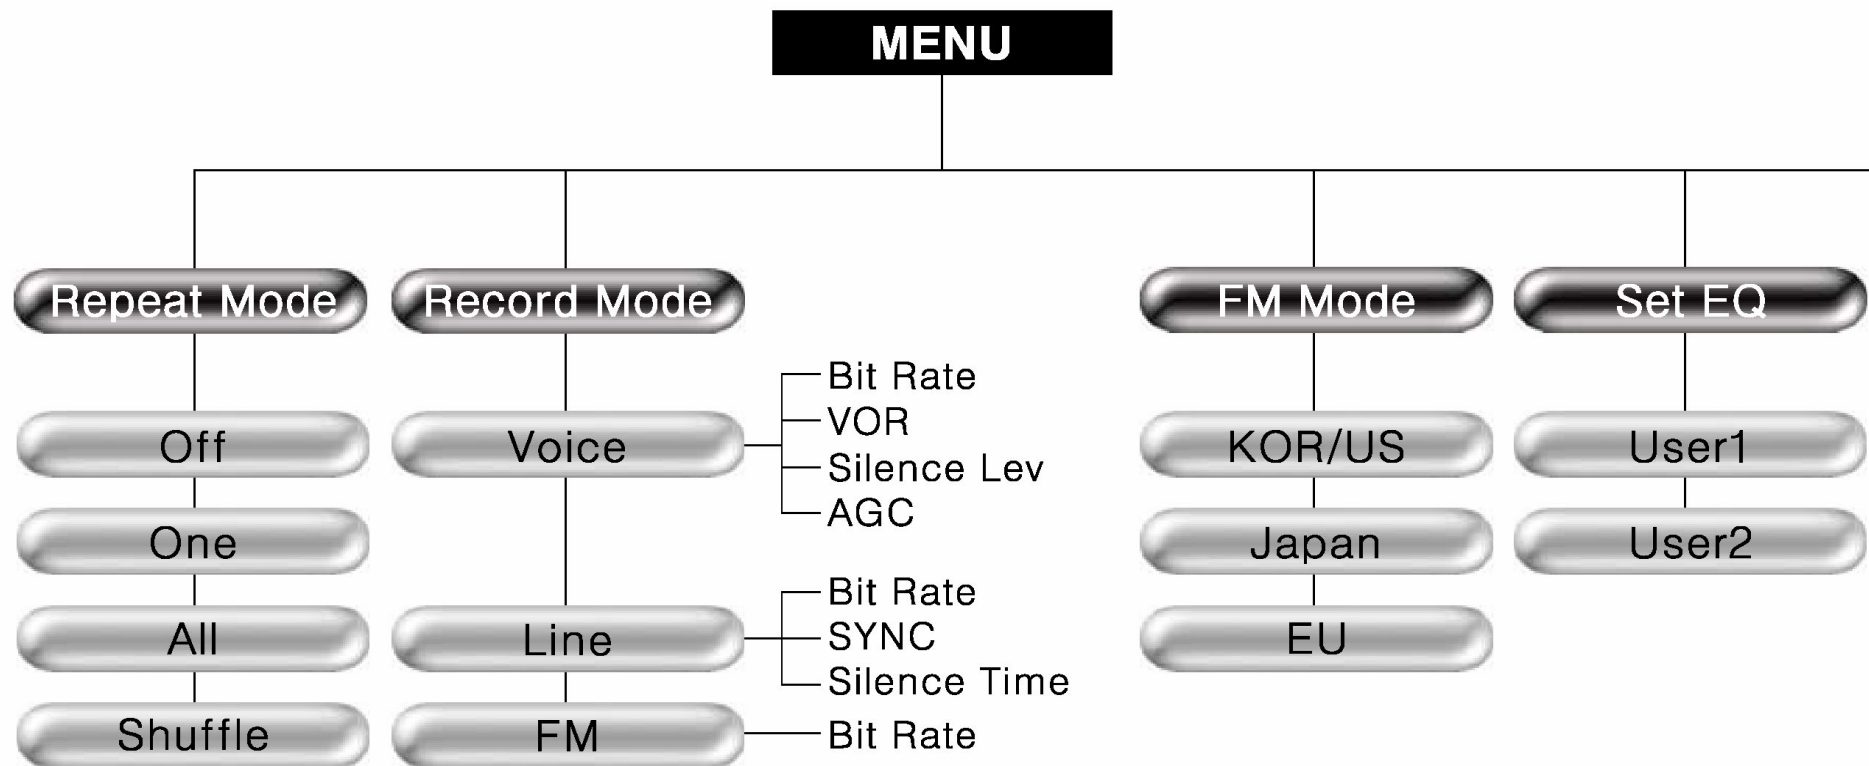 MENU
Repeat Mode
Off
One
All
Shuffle
Record Mode
Voice
Bit Rate
VOR
Silence Lev
AGC
Line
Bit Rate
SYNC
Silence Time
FM
Bit Rate
FM Mode
KOR/US
Japan
EU
Set EQ
User1
User2